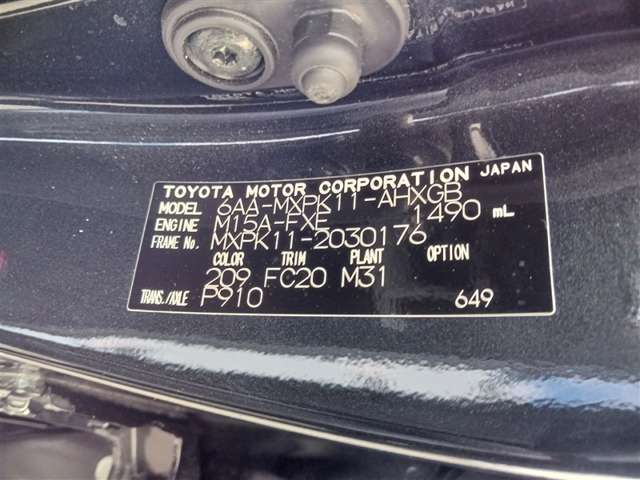 TOYOTA MOTOR CORPORATION JAPAN
MODEL 6AA-MXPK11-AHXGB
ENGINE M15A-FXE 1490 mL
FRAME No. MXPK11-2030176
COLOR TRIM PLANT OPTION
209 FC20 M31
TRANS./AXLE P910 649